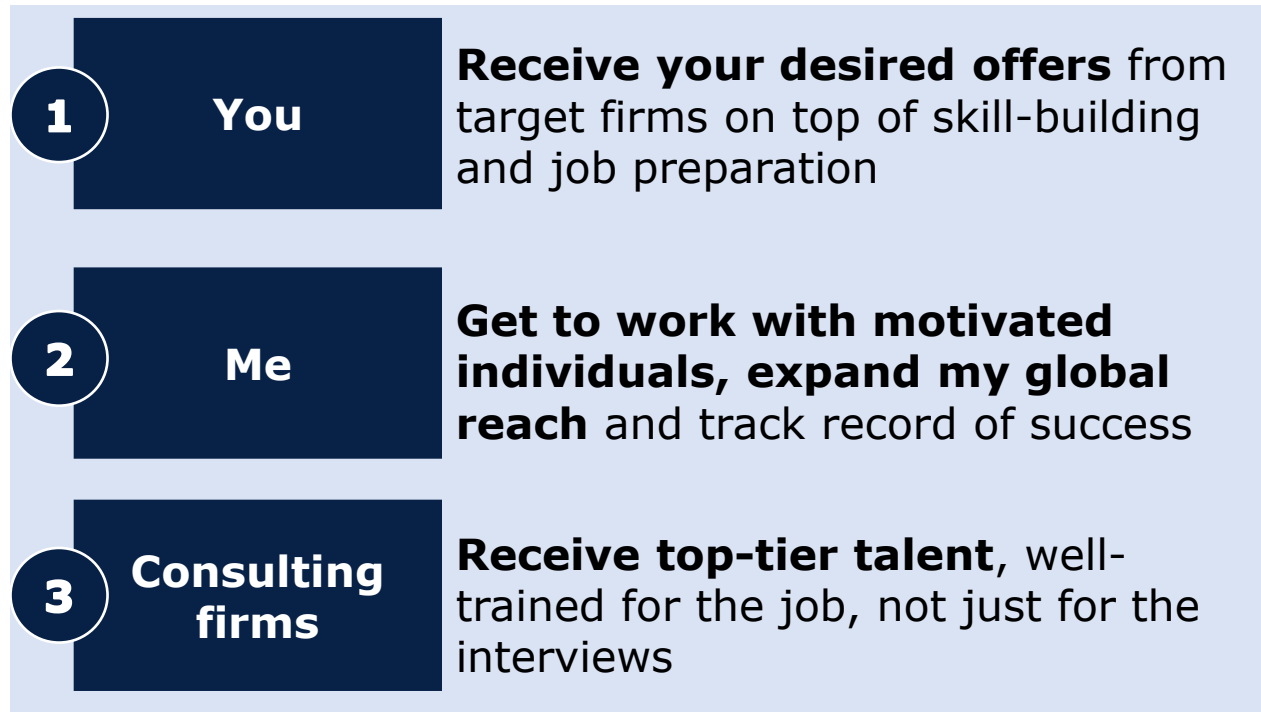 1
You
Receive your desired offers from
target firms on top of skill-building
and job preparation
2
Me
Get to work with motivated
individuals, expand my global
reach and track record of success
3
Consulting
firms
Receive top-tier talent, well-
trained for the job, not just for the
interviews